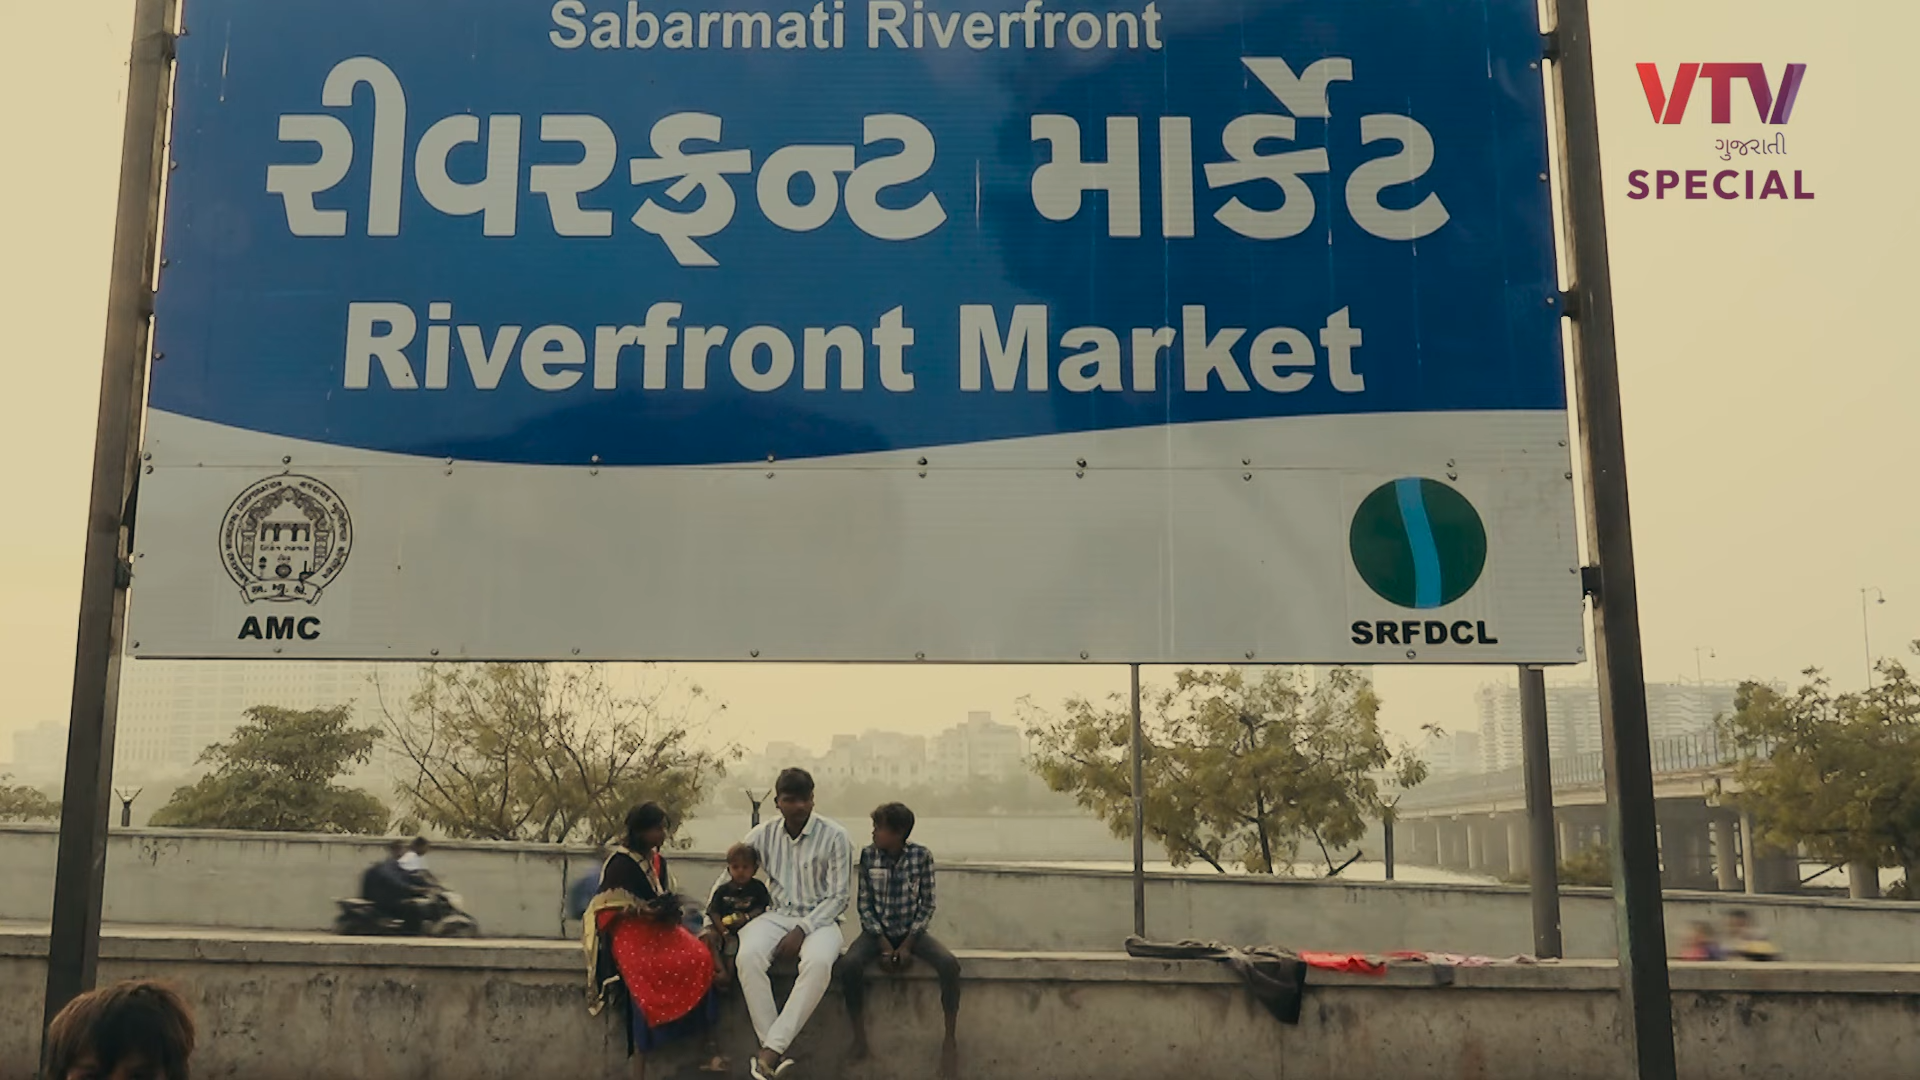 Sabarmati Riverfront
રીવરફ્રન્ટ માર્કેટ
Riverfront Market
VTV
ગુજરાતી
SPECIAL
AMC
SRFDCL